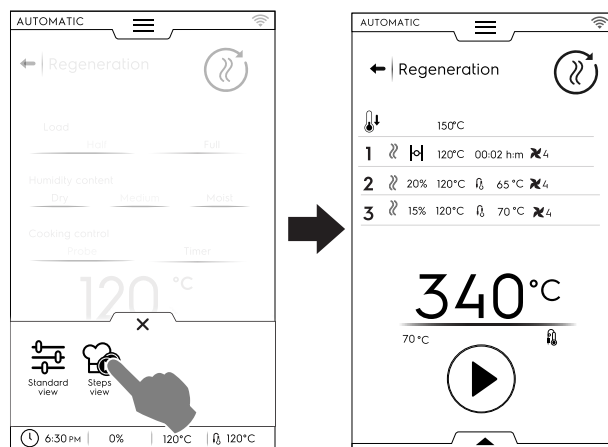 AUTOMATIC
Regeneration
Load
Half Full
Humidity content
Dry Medium Moist
Cooking control
Probe Timer
120 °C
Standard view
Steps view
6:30 PM | 0% | 120°C | 120°C
AUTOMATIC
Regeneration
150°C
1 120°C 00:02 h:m 4
2 20% 120°C 65 °C 4
3 15% 120°C 70 °C 4
340°C
70 °C